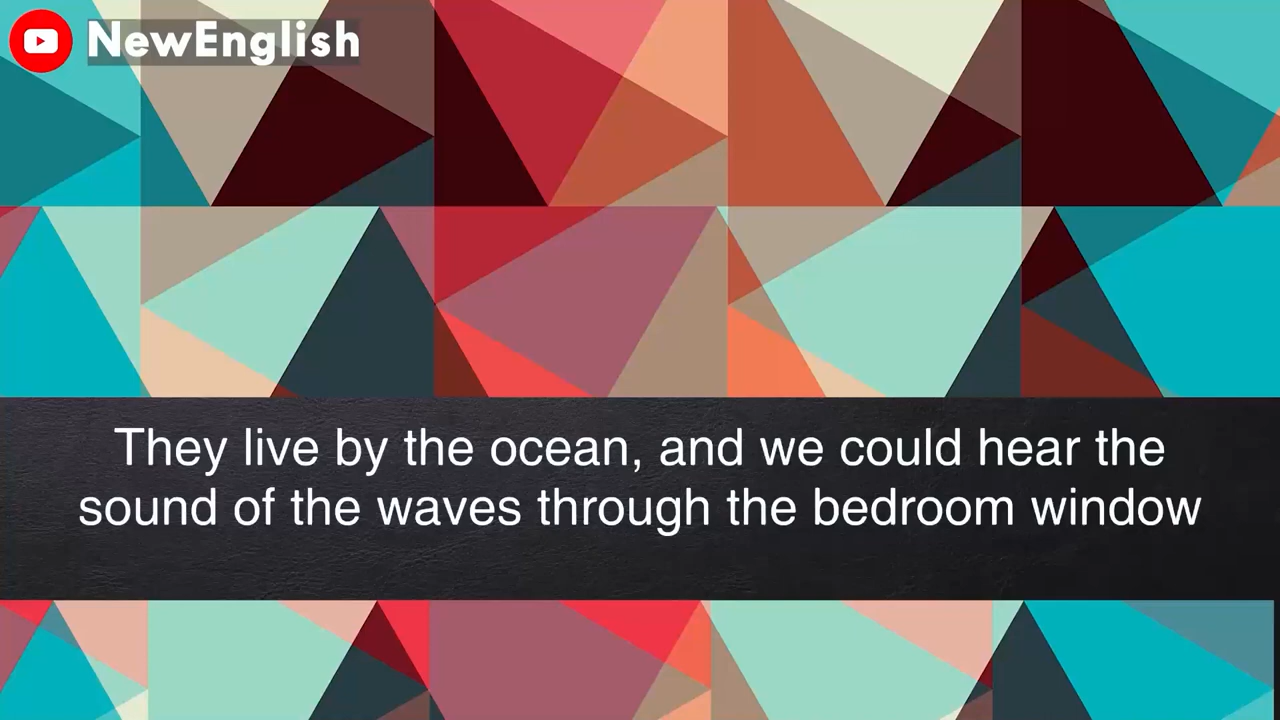 NewEnglish
They live by the ocean, and we could hear the
sound of the waves through the bedroom window